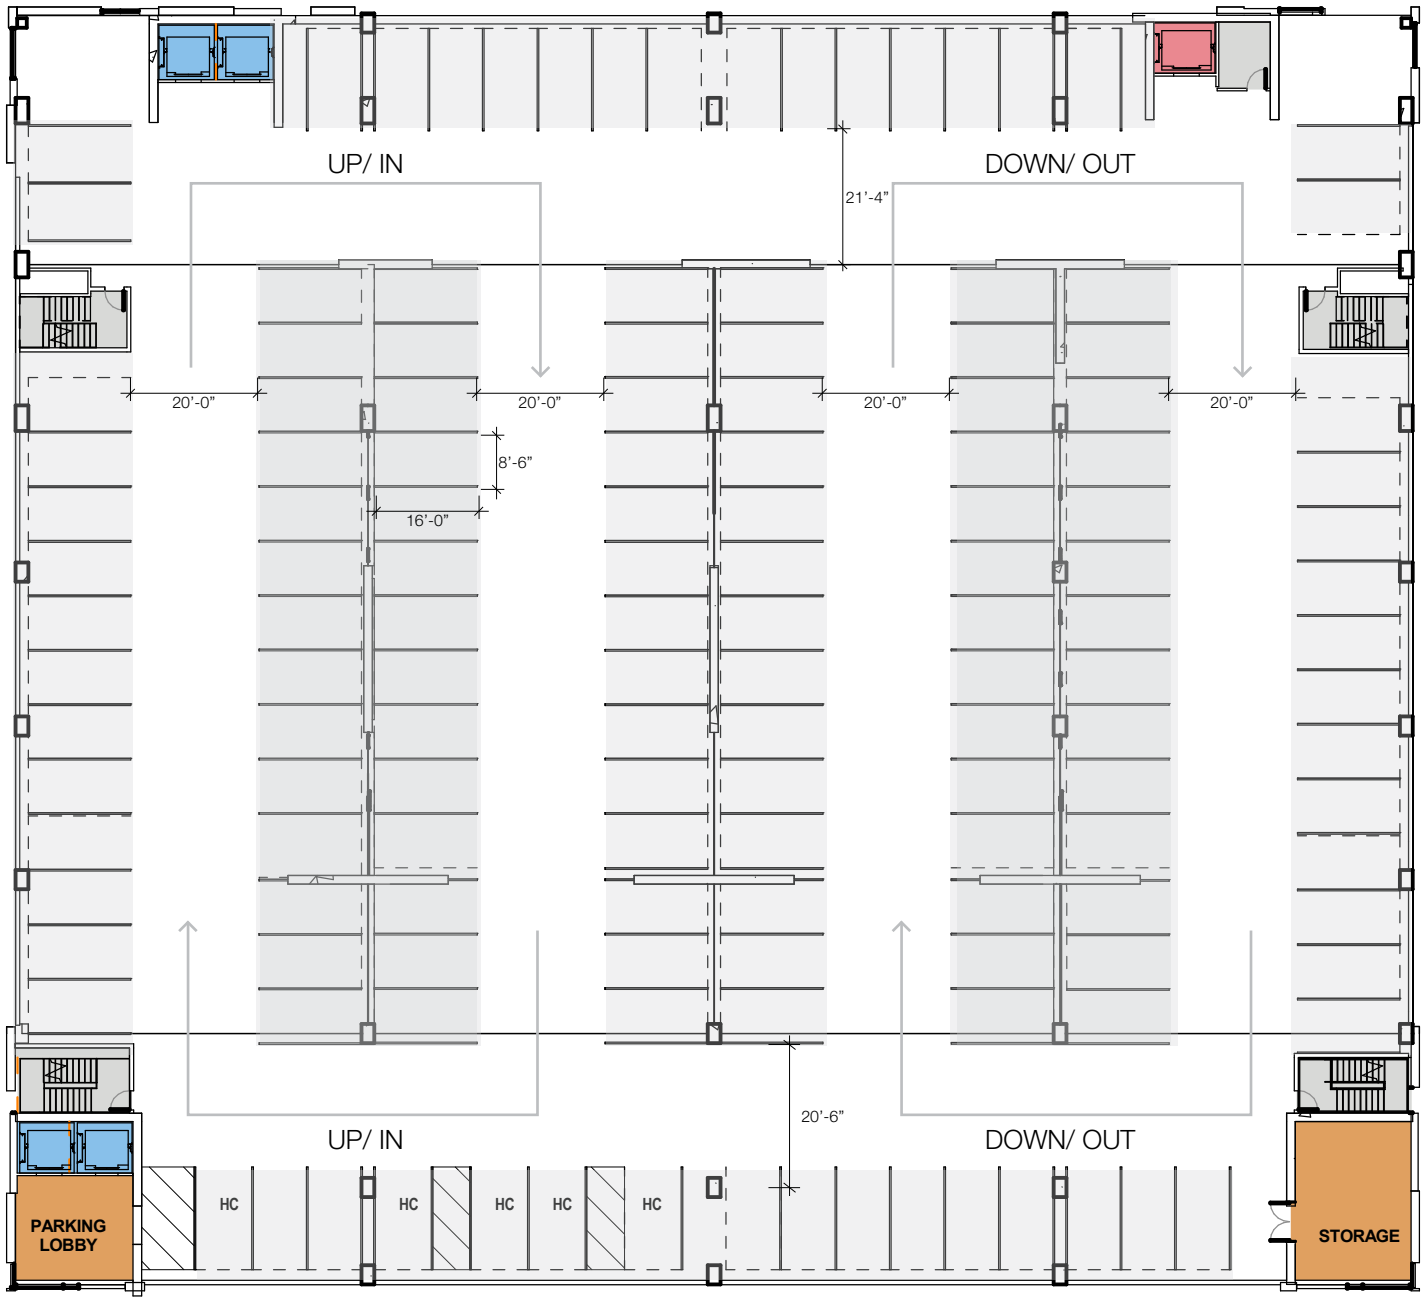 UP/ IN
DOWN/ OUT
21'-4"
20'-0"
20'-0"
20'-0"
20'-0"
8'-6"
16'-0"
20'-6"
UP/ IN
DOWN/ OUT
HC
HC
HC
HC
HC
PARKING
LOBBY
STORAGE